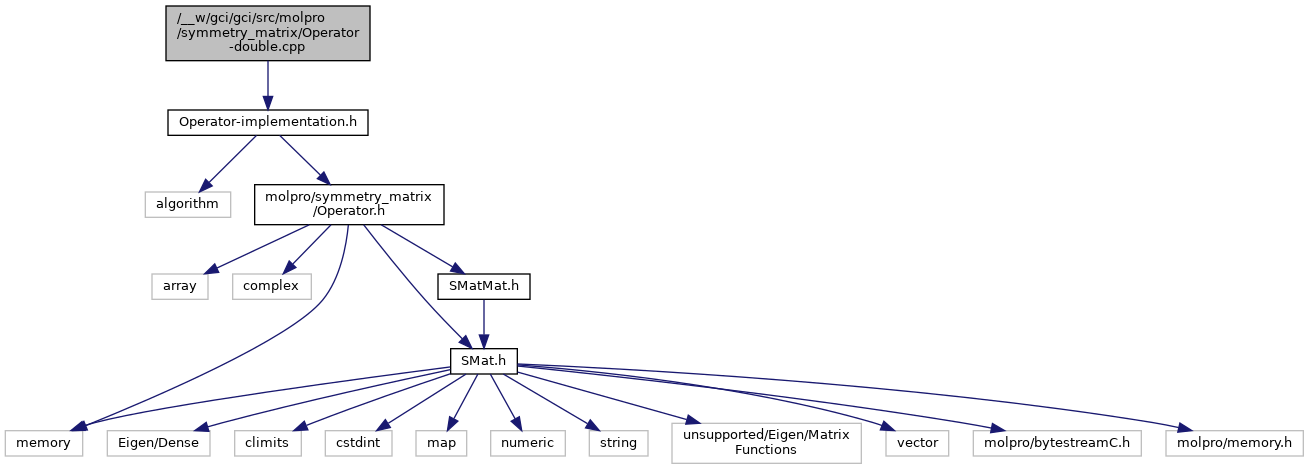 /__w/gci/gci/src/molpro
/symmetry_matrix/Operator
-double.cpp
Operator-implementation.h
algorithm
molpro/symmetry_matrix
/Operator.h
array
complex
SMatMat.h
SMat.h
memory
Eigen/Dense
climits
cstdint
map
numeric
string
unsupported/Eigen/Matrix
Functions
vector
molpro/bytestreamC.h
molpro/memory.h